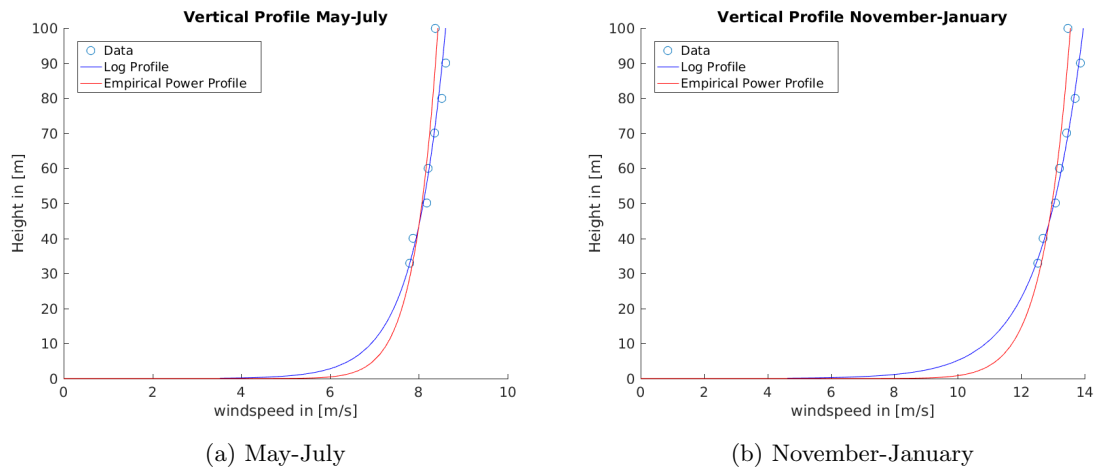 Vertical Profile May-July
100
90
80
70
60
50
40
30
20
10
0
Height in [m]
Data
Log Profile
Empirical Power Profile
0 2 4 6 8 10
windspeed in [m/s]
(a) May-July
Vertical Profile November-January
100
90
80
70
60
50
40
30
20
10
0
Height in [m]
Data
Log Profile
Empirical Power Profile
0 2 4 6 8 10 12 14
windspeed in [m/s]
(b) November-January